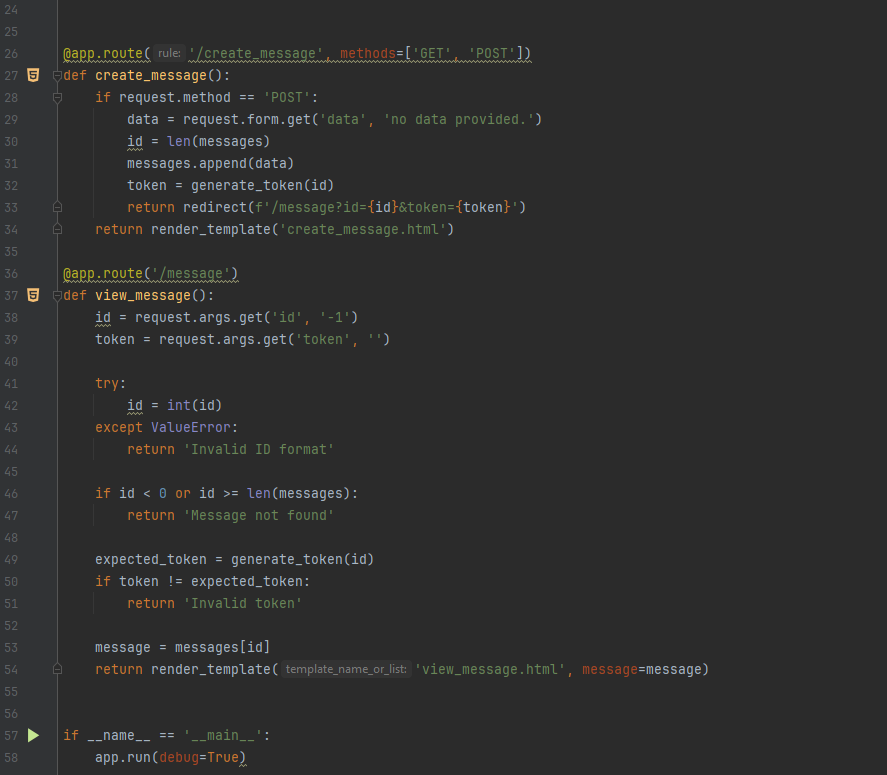 24
25
26 @app.route( rule: '/create_message', methods=['GET', 'POST'])
27 def create_message():
28     if request.method == 'POST':
29         data = request.form.get('data', 'no data provided.')
30         id = len(messages)
31         messages.append(data)
32         token = generate_token(id)
33         return redirect(f'/message?id={id}&token={token}')
34     return render_template('create_message.html')
35
36 @app.route('/message')
37 def view_message():
38     id = request.args.get('id', '-1')
39     token = request.args.get('token', '')
40
41     try:
42         id = int(id)
43     except ValueError:
44         return 'Invalid ID format'
45
46     if id < 0 or id >= len(messages):
47         return 'Message not found'
48
49     expected_token = generate_token(id)
50     if token != expected_token:
51         return 'Invalid token'
52
53     message = messages[id]
54     return render_template( template_name_or_list: 'view_message.html', message=message)
55
56
57 if __name__ == '__main__':
58     app.run(debug=True)